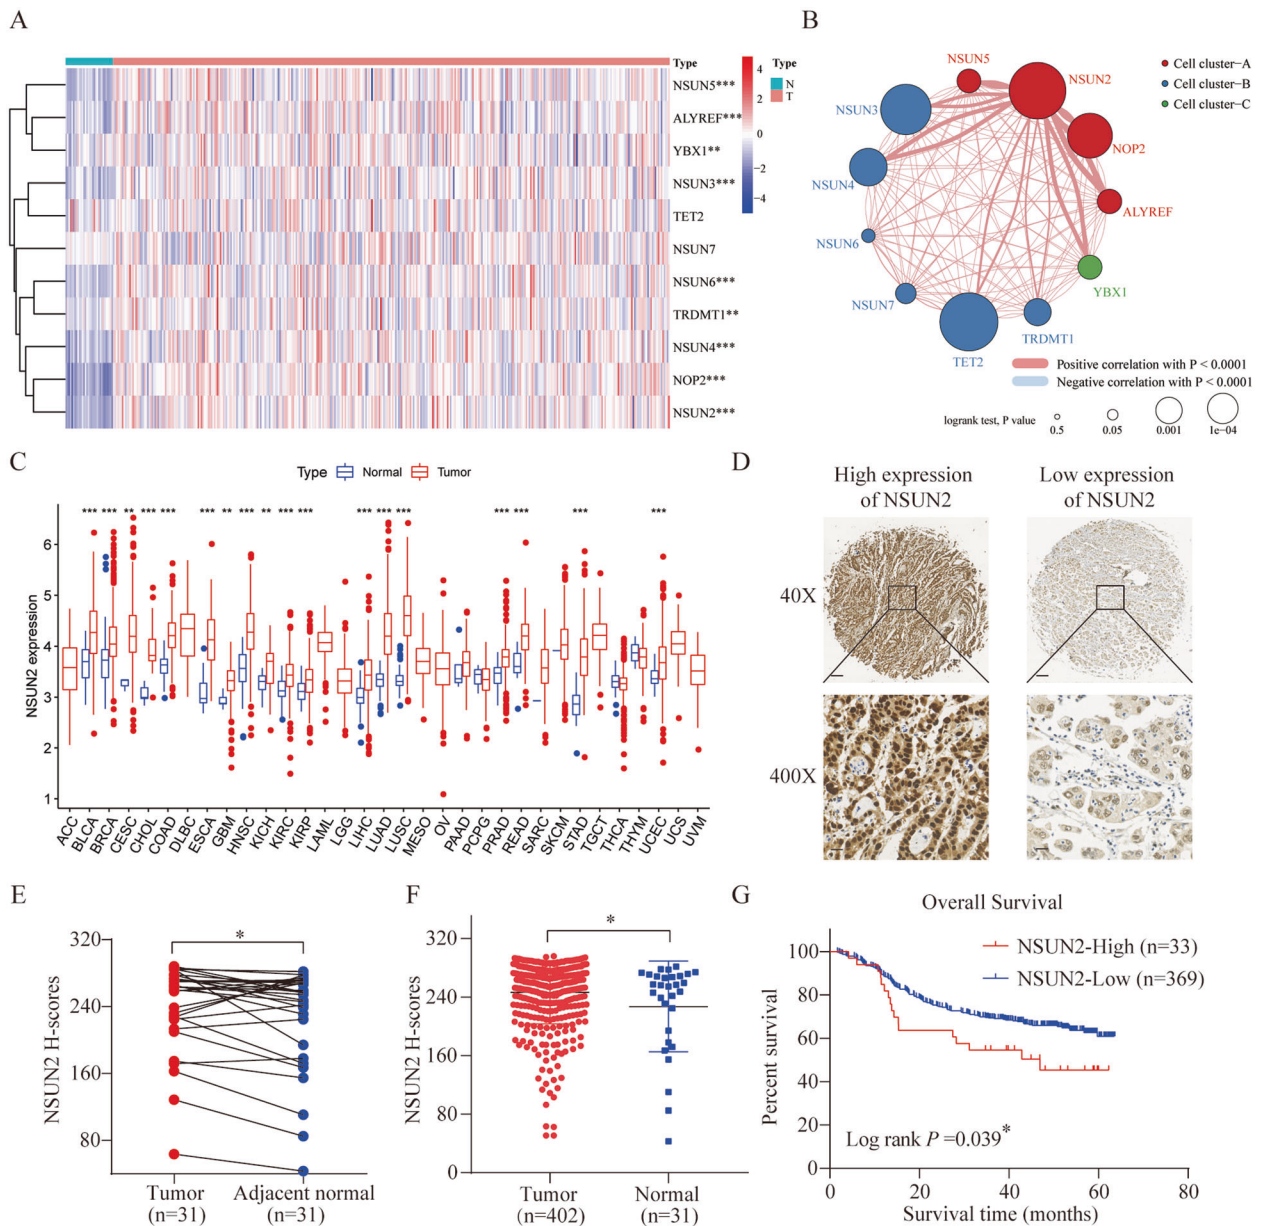 A
Type
NSUN5***
ALYREF***
YBX1**
NSUN3***
TET2
NSUN7
NSUN6***
TRDMT1**
NSUN4***
NOP2***
NSUN2***
4
2
0
−2
−4
Type
N
T
B
NSUN5
NSUN2
NSUN3
NOP2
NSUN4
ALYREF
NSUN6
YBX1
NSUN7
TRDMT1
TET2
Cell cluster−A
Cell cluster−B
Cell cluster−C
Positive correlation with P < 0.0001
Negative correlation with P < 0.0001
logrank test, P value
0.5 0.05 0.001 1e−04
C
Type Normal Tumor
*** *** ** *** *** *** ** *** ** *** *** *** *** *** *** *** *** ***
NSUN2 expression
6
5
4
3
2
1
ACC
BLCA
BRCA
CESC
CHOL
COAD
DLBC
ESCA
GBM
HNSC
KICH
KIRC
KIRP
LAML
LGG
LIHC
LUAD
LUSC
MESO
OV
PAAD
PCPG
PRAD
READ
SARC
SKCM
STAD
TGCT
THCA
THYM
UCEC
UCS
UVM
D
High expression
of NSUN2
Low expression
of NSUN2
40X
400X
E
NSUN2 H-scores
320
240
160
80
*
Tumor
(n=31)
Adjacent normal
(n=31)
F
NSUN2 H-scores
320
240
160
80
0
*
Tumor
(n=402)
Normal
(n=31)
G
Overall Survival
NSUN2-High (n=33)
NSUN2-Low (n=369)
Percent survival
100
80
60
40
20
0
Log rank P =0.039*
0 20 40 60 80
Survival time (months)